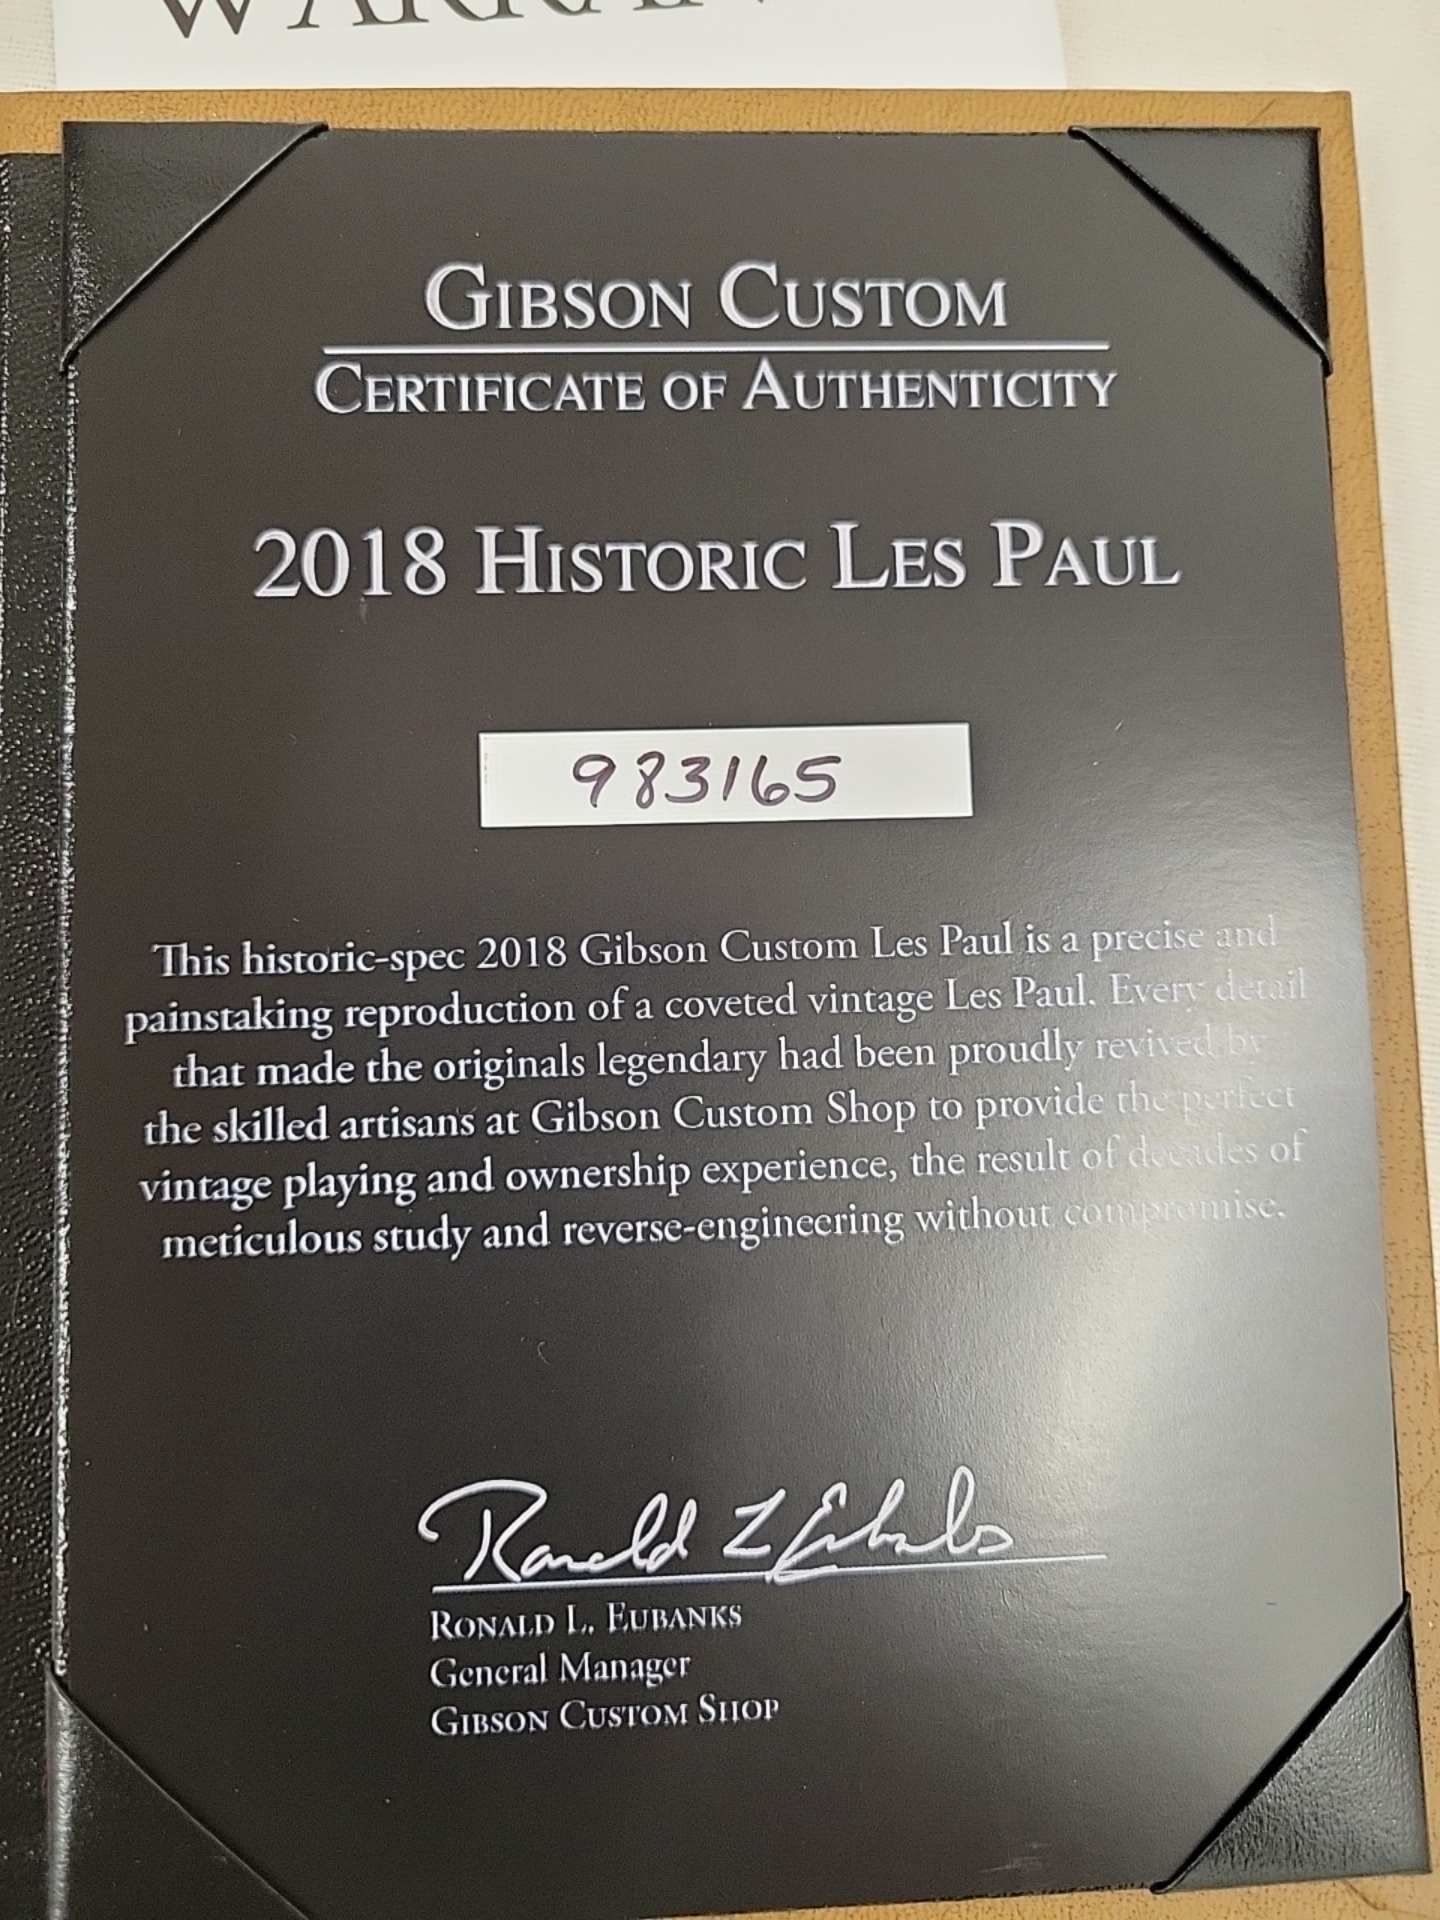 GIBSON CUSTOM
CERTIFICATE OF AUTHENTICITY
2018 HISTORIC LES PAUL
983165
This historic-spec 2018 Gibson Custom Les Paul is a precise and
painstaking reproduction of a coveted vintage Les Paul. Every detail
that made the originals legendary had been proudly revived by
the skilled artisans at Gibson Custom Shop to provide the perfect
vintage playing and ownership experience, the result of decades of
meticulous study and reverse-engineering without compromise.
Ronald L Eubanks
RONALD L. EUBANKS
General Manager
GIBSON CUSTOM SHOP